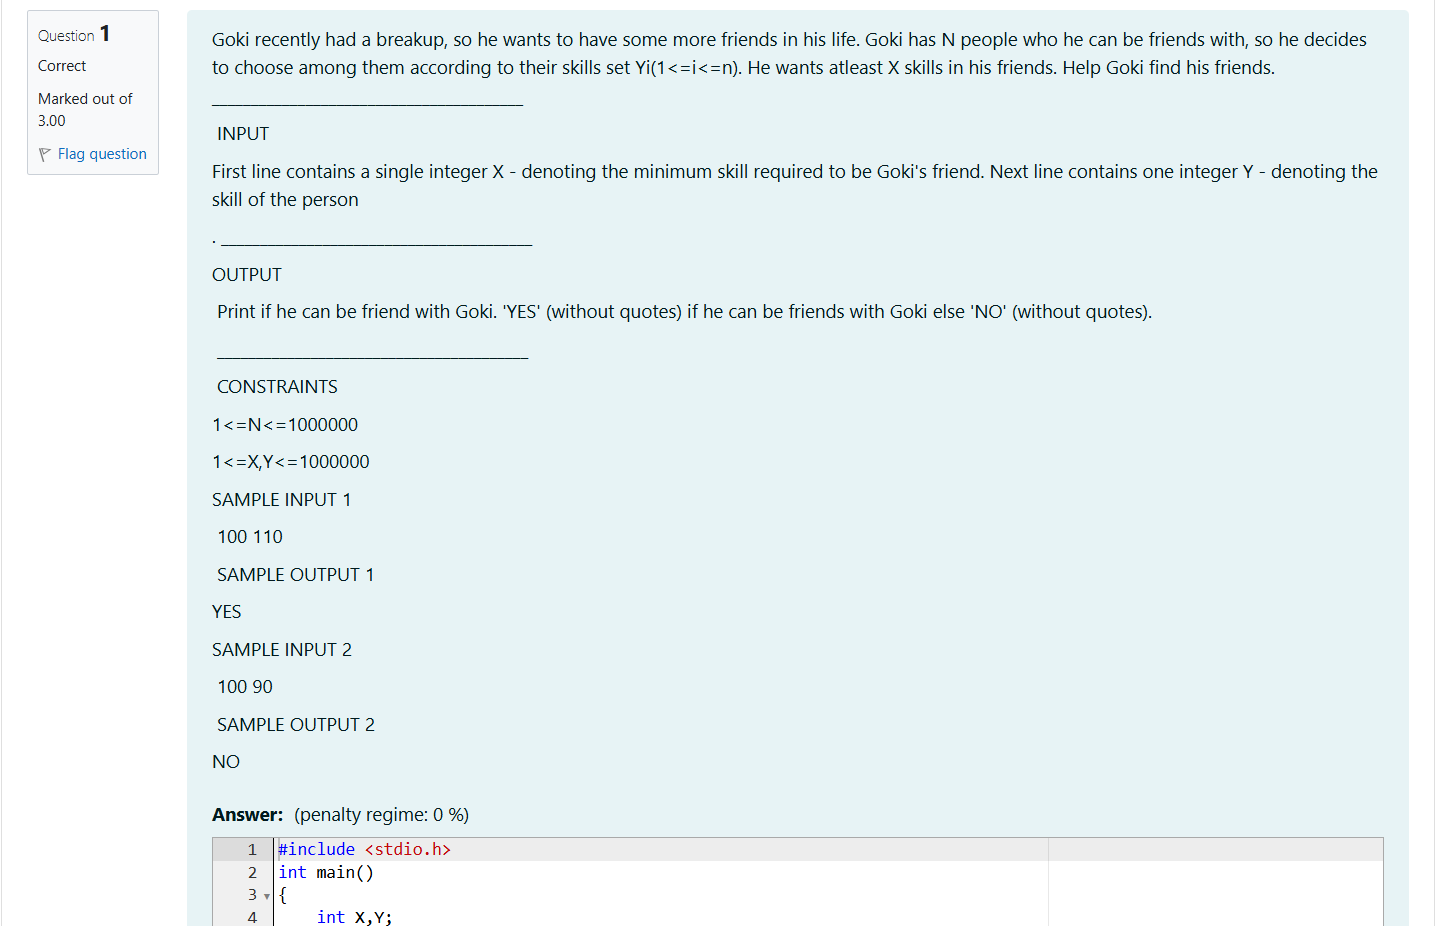 Question 1
Correct
Marked out of
3.00
Flag question
Goki recently had a breakup, so he wants to have some more friends in his life. Goki has N people who he can be friends with, so he decides
to choose among them according to their skills set Yi(1<=i<=n). He wants atleast X skills in his friends. Help Goki find his friends.
________________________________________
INPUT
First line contains a single integer X - denoting the minimum skill required to be Goki's friend. Next line contains one integer Y - denoting the
skill of the person
. ________________________________________
OUTPUT
Print if he can be friend with Goki. 'YES' (without quotes) if he can be friends with Goki else 'NO' (without quotes).
________________________________________
CONSTRAINTS
1<=N<=1000000
1<=X,Y<=1000000
SAMPLE INPUT 1
100 110
SAMPLE OUTPUT 1
YES
SAMPLE INPUT 2
100 90
SAMPLE OUTPUT 2
NO
Answer: (penalty regime: 0 %)
1 #include <stdio.h>
2 int main()
3 {
4 int X,Y;